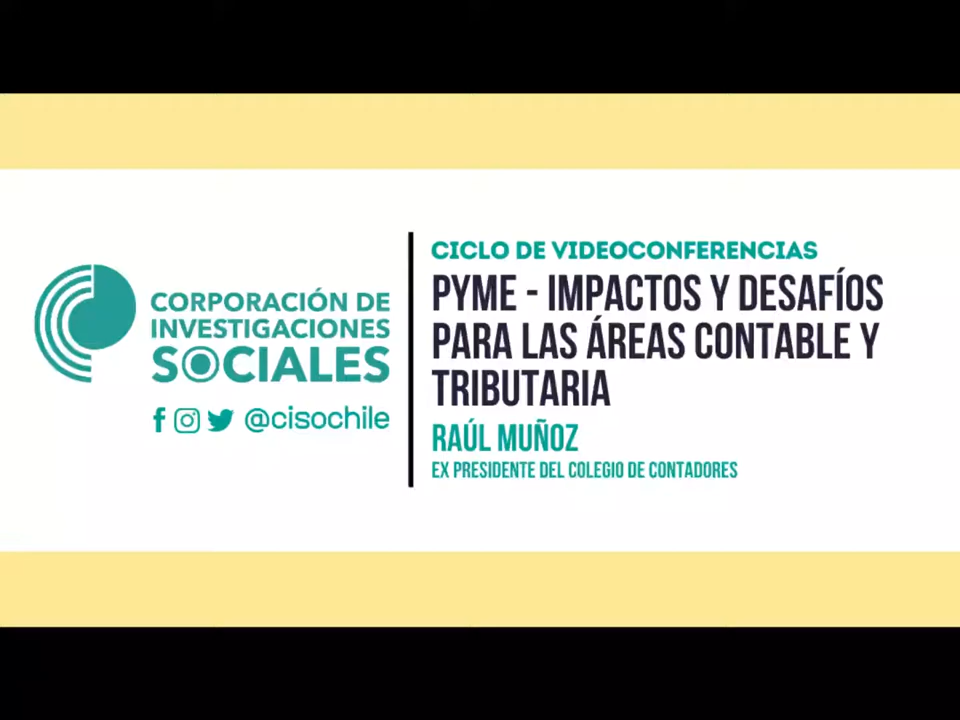 CORPORACIÓN DE
INVESTIGACIONES
SOCIALES
@cisochile
CICLO DE VIDEOCONFERENCIAS
PYME - IMPACTOS Y DESAFÍOS
PARA LAS ÁREAS CONTABLE Y
TRIBUTARIA
RAÚL MUÑOZ
EX PRESIDENTE DEL COLEGIO DE CONTADORES